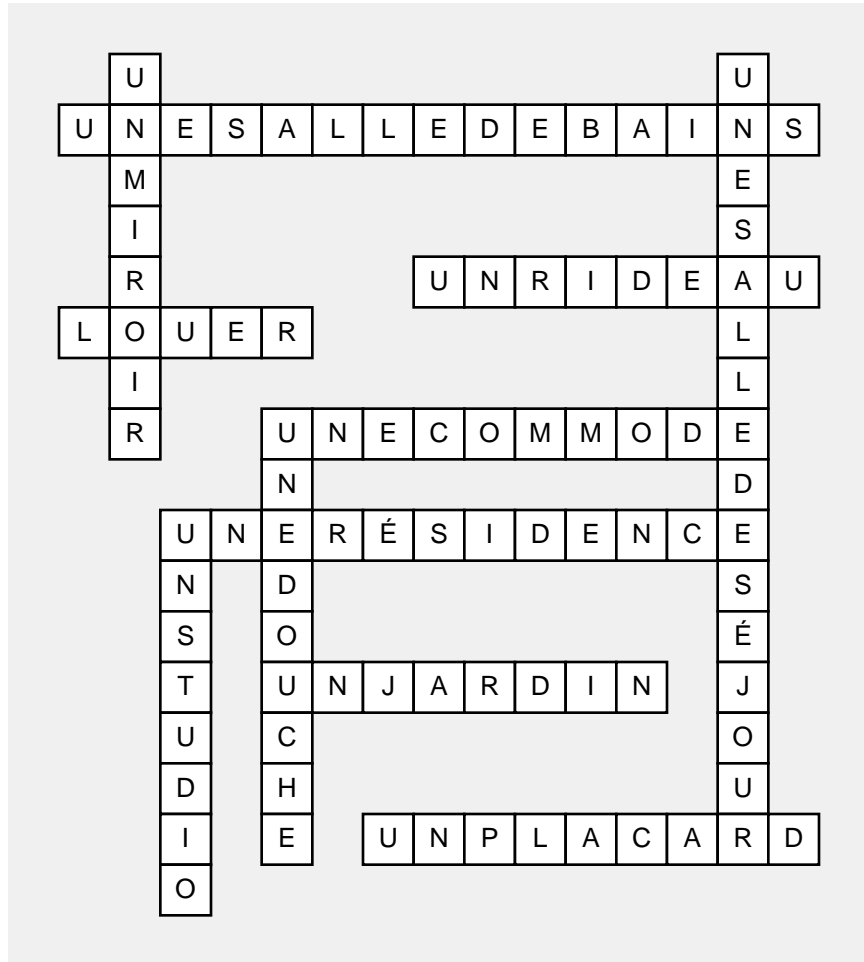 UNMIROIR
UNESALLEDESÉJOUR
UNESALLEDEBAINS
UNRIDEAU
LOUER
UNECOMMODE
UNEDOUCHE
UNERÉSIDENCE
UNSTUDIO
UNJARDIN
UNPLACARD